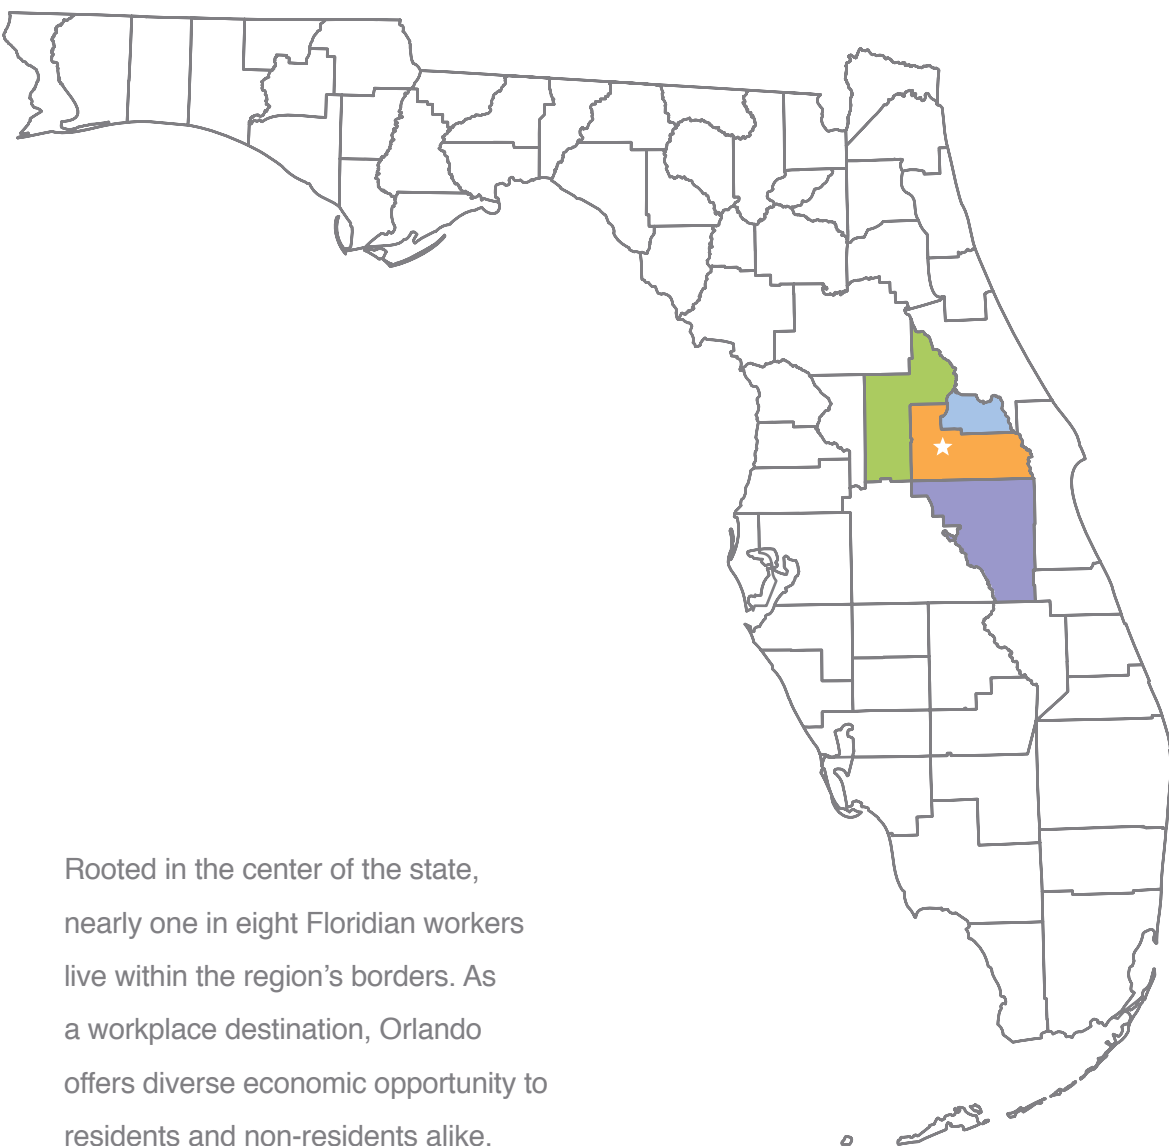 Rooted in the center of the state,
nearly one in eight Floridian workers
live within the region’s borders. As
a workplace destination, Orlando
offers diverse economic opportunity to
residents and non-residents alike.